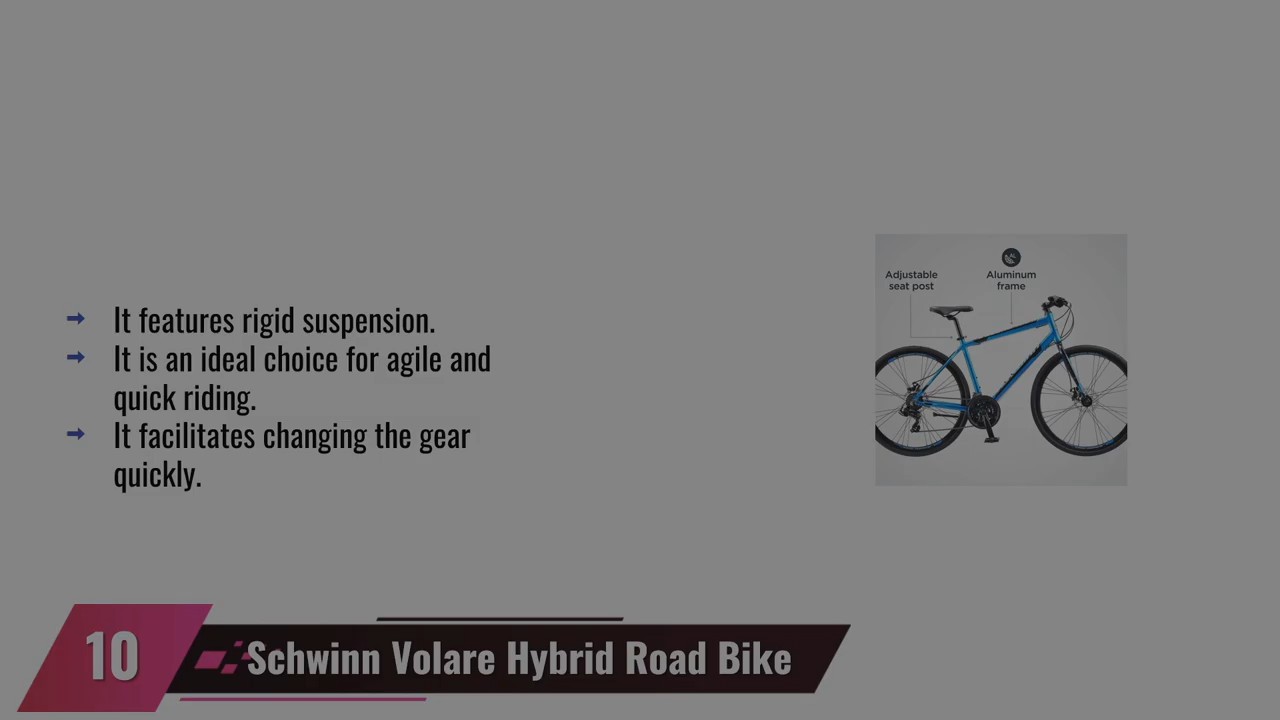 It features rigid suspension.
It is an ideal choice for agile and
quick riding.
It facilitates changing the gear
quickly.
Adjustable
seat post
Aluminum
frame
10
Schwinn Volare Hybrid Road Bike